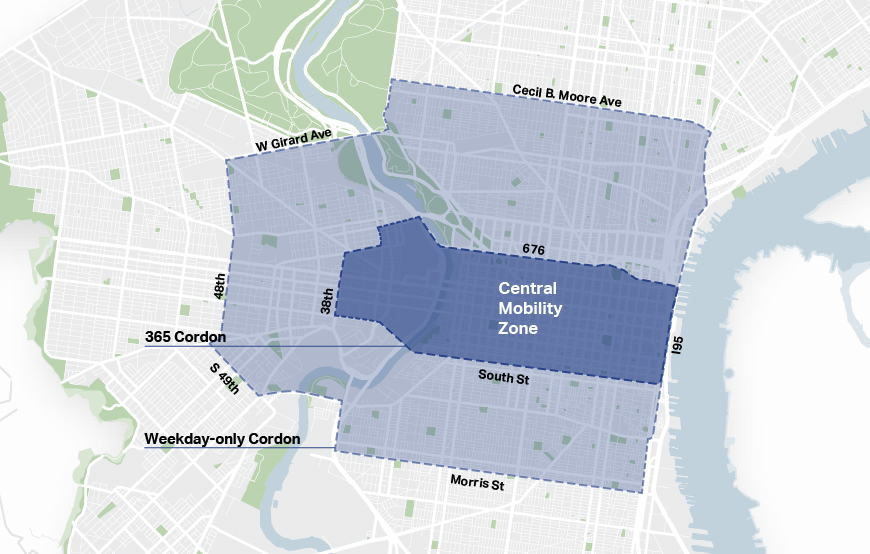 Cecil B. Moore Ave
W Girard Ave
676
48th
38th
Central
Mobility
Zone
365 Cordon
I95
S 49th
South St
Weekday-only Cordon
Morris St